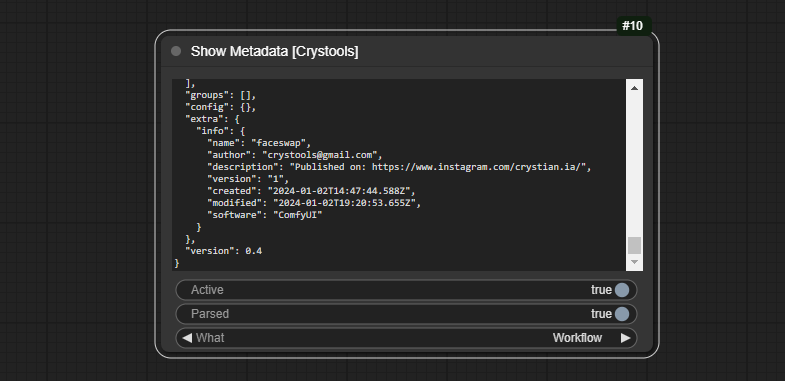 #10
Show Metadata [Crystools]
],
"groups": [],
"config": {},
"extra": {
"info": {
"name": "faceswap",
"author": "crystools@gmail.com",
"description": "Published on: https://www.instagram.com/crystian.ia/",
"version": "1",
"created": "2024-01-02T14:47:44.588Z",
"modified": "2024-01-02T19:20:53.655Z",
"software": "ComfyUI"
}
},
"version": 0.4
}
Active true
Parsed true
What Workflow